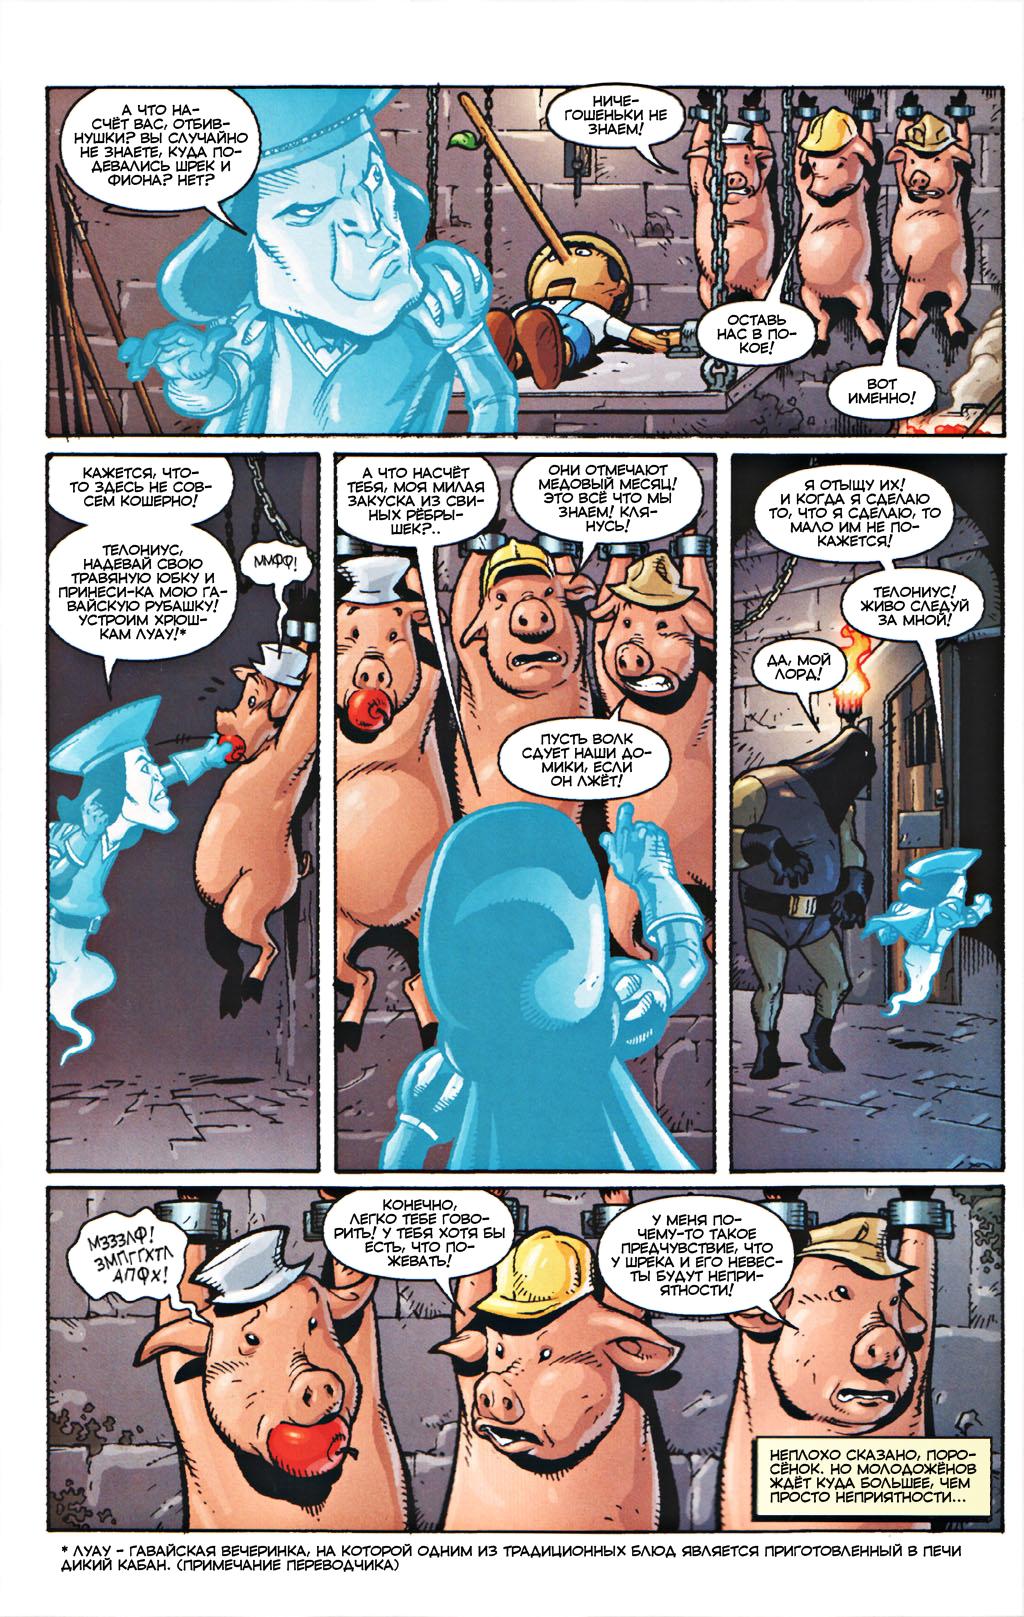 А ЧТО НА-
СЧЁТ ВАС, ОТБИВ-
НУШКИ? ВЫ СЛУЧАЙНО
НЕ ЗНАЕТЕ, КУДА ПО-
ДЕВАЛИСЬ ШРЕК И
ФИОНА? НЕТ?
НИЧЕ-
ГОШЕНЬКИ НЕ
ЗНАЕМ!
ОСТАВЬ
НАС В ПО-
КОЕ!
ВОТ
ИМЕННО!
КАЖЕТСЯ, ЧТО-
ТО ЗДЕСЬ НЕ СОВ-
СЕМ КОШЕРНО!
ТЕЛОНИУС,
НАДЕВАЙ СВОЮ
ТРАВЯНУЮ ЮБКУ И
ПРИНЕСИ-КА МОЮ ГА-
ВАЙСКУЮ РУБАШКУ!
УСТРОИМ ХРЮШ-
КАМ ЛУАУ!*
ММФФ!
А ЧТО НАСЧЁТ
ТЕБЯ, МОЯ МИЛАЯ
ЗАКУСКА ИЗ СВИ-
НЫХ РЁБРЫ-
ШЕК?..
ОНИ ОТМЕЧАЮТ
МЕДОВЫЙ МЕСЯЦ!
ЭТО ВСЁ ЧТО МЫ
ЗНАЕМ! КЛЯ-
НУСЬ!
ПУСТЬ ВОЛК
СДУЕТ НАШИ ДО-
МИКИ, ЕСЛИ
ОН ЛЖЁТ!
Я ОТЫЩУ ИХ!
И КОГДА Я СДЕЛАЮ
ТО, ЧТО Я СДЕЛАЮ, ТО
МАЛО ИМ НЕ ПО-
КАЖЕТСЯ!
ТЕЛОНИУС!
ЖИВО СЛЕДУЙ
ЗА МНОЙ!
ДА, МОЙ
ЛОРД!
МЗЗЗЛФ!
ЗМПГГХТЛ
АПФХ!
КОНЕЧНО,
ЛЕГКО ТЕБЕ ГОВО-
РИТЬ! У ТЕБЯ ХОТЯ БЫ
ЕСТЬ, ЧТО ПО-
ЖЕВАТЬ!
У МЕНЯ ПО-
ЧЕМУ-ТО ТАКОЕ
ПРЕДЧУВСТВИЕ, ЧТО
У ШРЕКА И ЕГО НЕВЕС-
ТЫ БУДУТ НЕПРИ-
ЯТНОСТИ!
НЕПЛОХО СКАЗАНО, ПОРО-
СЁНОК. НО МОЛОДОЖЁНОВ
ЖДЁТ КУДА БОЛЬШЕЕ, ЧЕМ
ПРОСТО НЕПРИЯТНОСТИ...
* ЛУАУ - ГАВАЙСКАЯ ВЕЧЕРИНКА, НА КОТОРОЙ ОДНИМ ИЗ ТРАДИЦИОННЫХ БЛЮД ЯВЛЯЕТСЯ ПРИГОТОВЛЕННЫЙ В ПЕЧИ
ДИКИЙ КАБАН. (ПРИМЕЧАНИЕ ПЕРЕВОДЧИКА)